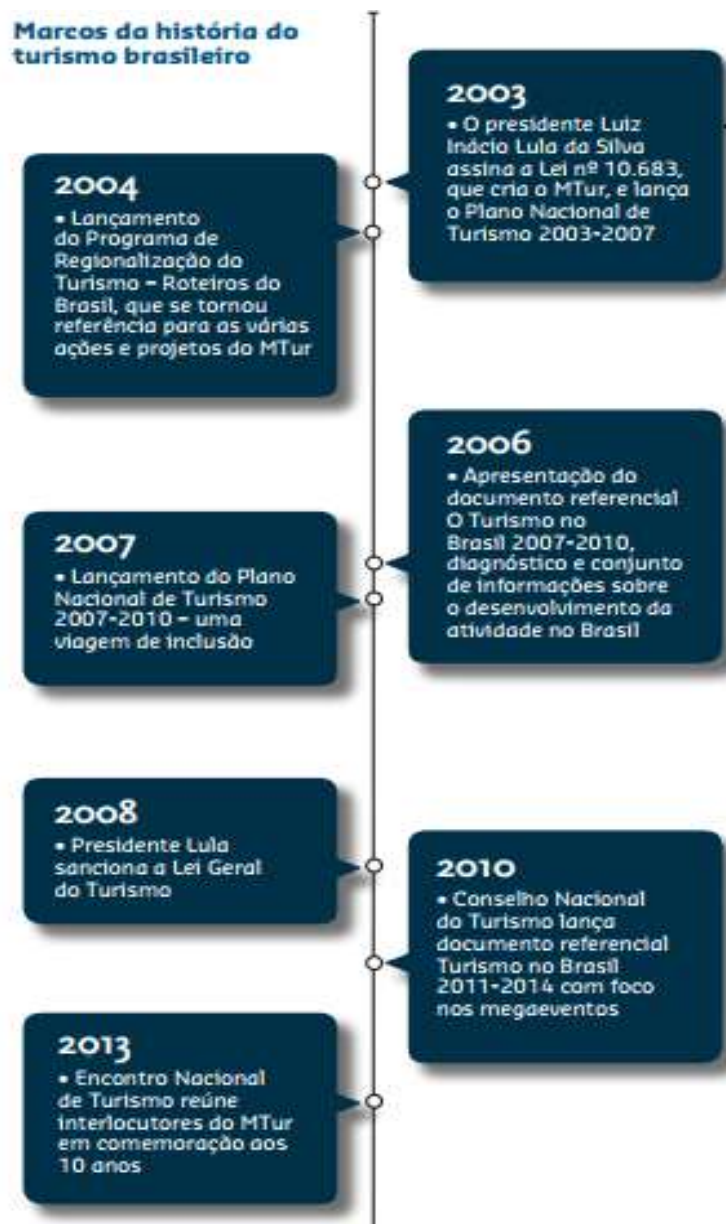 Marcos da história do
turismo brasileiro
2003
• O presidente Luiz
Inácio Lula da Silva
assina a Lei nº 10.683,
que cria o MTur, e lança
o Plano Nacional de
Turismo 2003-2007
2004
• Lançamento
do Programa de
Regionalização do
Turismo – Roteiros do
Brasil, que se tornou
referência para as várias
ações e projetos do MTur
2006
• Apresentação do
documento referencial
O Turismo no
Brasil 2007-2010,
diagnóstico e conjunto
de informações sobre
o desenvolvimento da
atividade no Brasil
2007
• Lançamento do Plano
Nacional de Turismo
2007-2010 – uma
viagem de inclusão
2008
• Presidente Lula
sanciona a Lei Geral
do Turismo
2010
• Conselho Nacional
do Turismo lança
documento referencial
Turismo no Brasil
2011-2014 com foco
nos megaeventos
2013
• Encontro Nacional
de Turismo reúne
interlocutores do MTur
em comemoração aos
10 anos